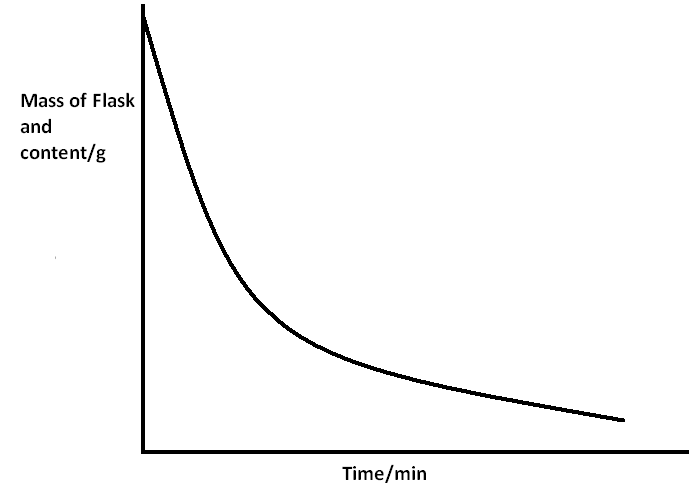 Mass of Flask
and
content/g
Time/min